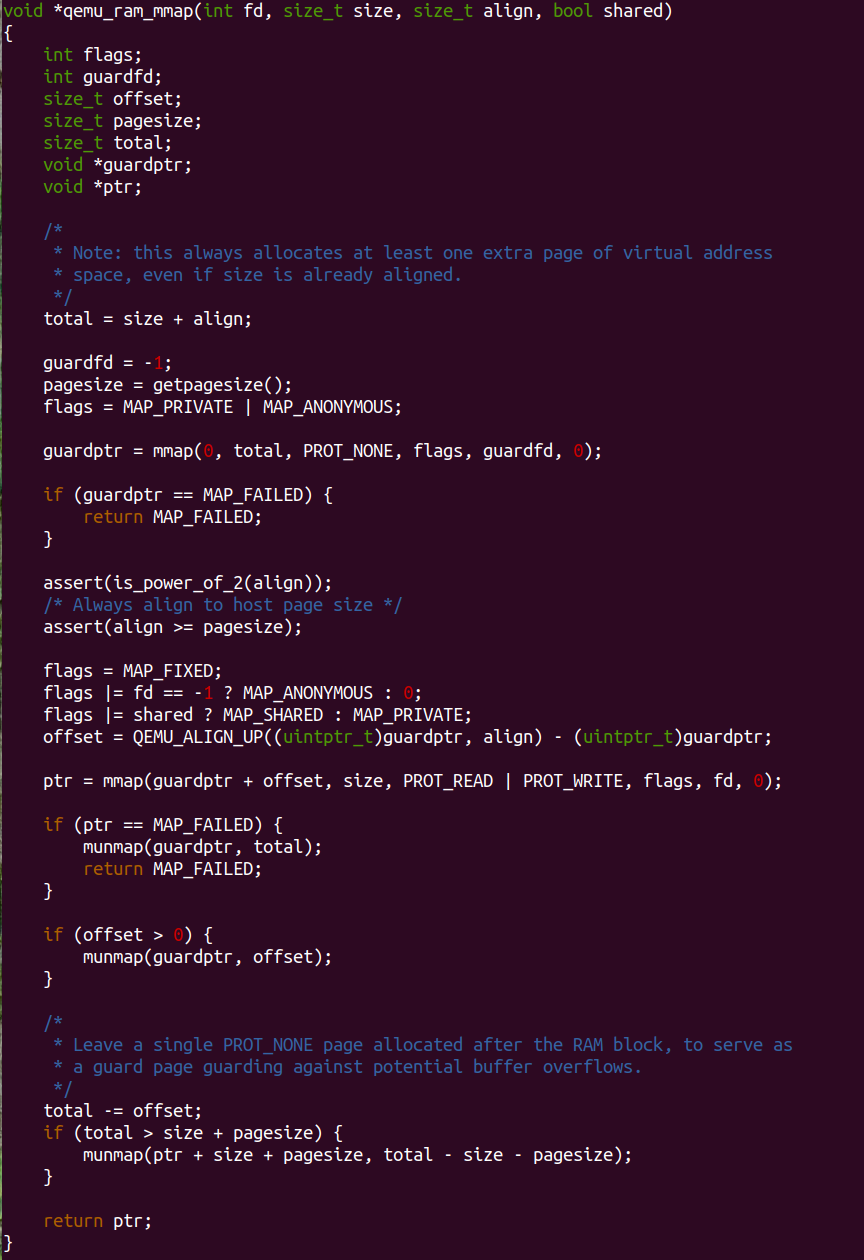 void *qemu_ram_mmap(int fd, size_t size, size_t align, bool shared)
{
    int flags;
    int guardfd;
    size_t offset;
    size_t pagesize;
    size_t total;
    void *guardptr;
    void *ptr;

    /*
     * Note: this always allocates at least one extra page of virtual address
     * space, even if size is already aligned.
     */
    total = size + align;

    guardfd = -1;
    pagesize = getpagesize();
    flags = MAP_PRIVATE | MAP_ANONYMOUS;

    guardptr = mmap(0, total, PROT_NONE, flags, guardfd, 0);

    if (guardptr == MAP_FAILED) {
        return MAP_FAILED;
    }

    assert(is_power_of_2(align));
    /* Always align to host page size */
    assert(align >= pagesize);

    flags = MAP_FIXED;
    flags |= fd == -1 ? MAP_ANONYMOUS : 0;
    flags |= shared ? MAP_SHARED : MAP_PRIVATE;
    offset = QEMU_ALIGN_UP((uintptr_t)guardptr, align) - (uintptr_t)guardptr;

    ptr = mmap(guardptr + offset, size, PROT_READ | PROT_WRITE, flags, fd, 0);

    if (ptr == MAP_FAILED) {
        munmap(guardptr, total);
        return MAP_FAILED;
    }

    if (offset > 0) {
        munmap(guardptr, offset);
    }

    /*
     * Leave a single PROT_NONE page allocated after the RAM block, to serve as
     * a guard page guarding against potential buffer overflows.
     */
    total -= offset;
    if (total > size + pagesize) {
        munmap(ptr + size + pagesize, total - size - pagesize);
    }

    return ptr;
}